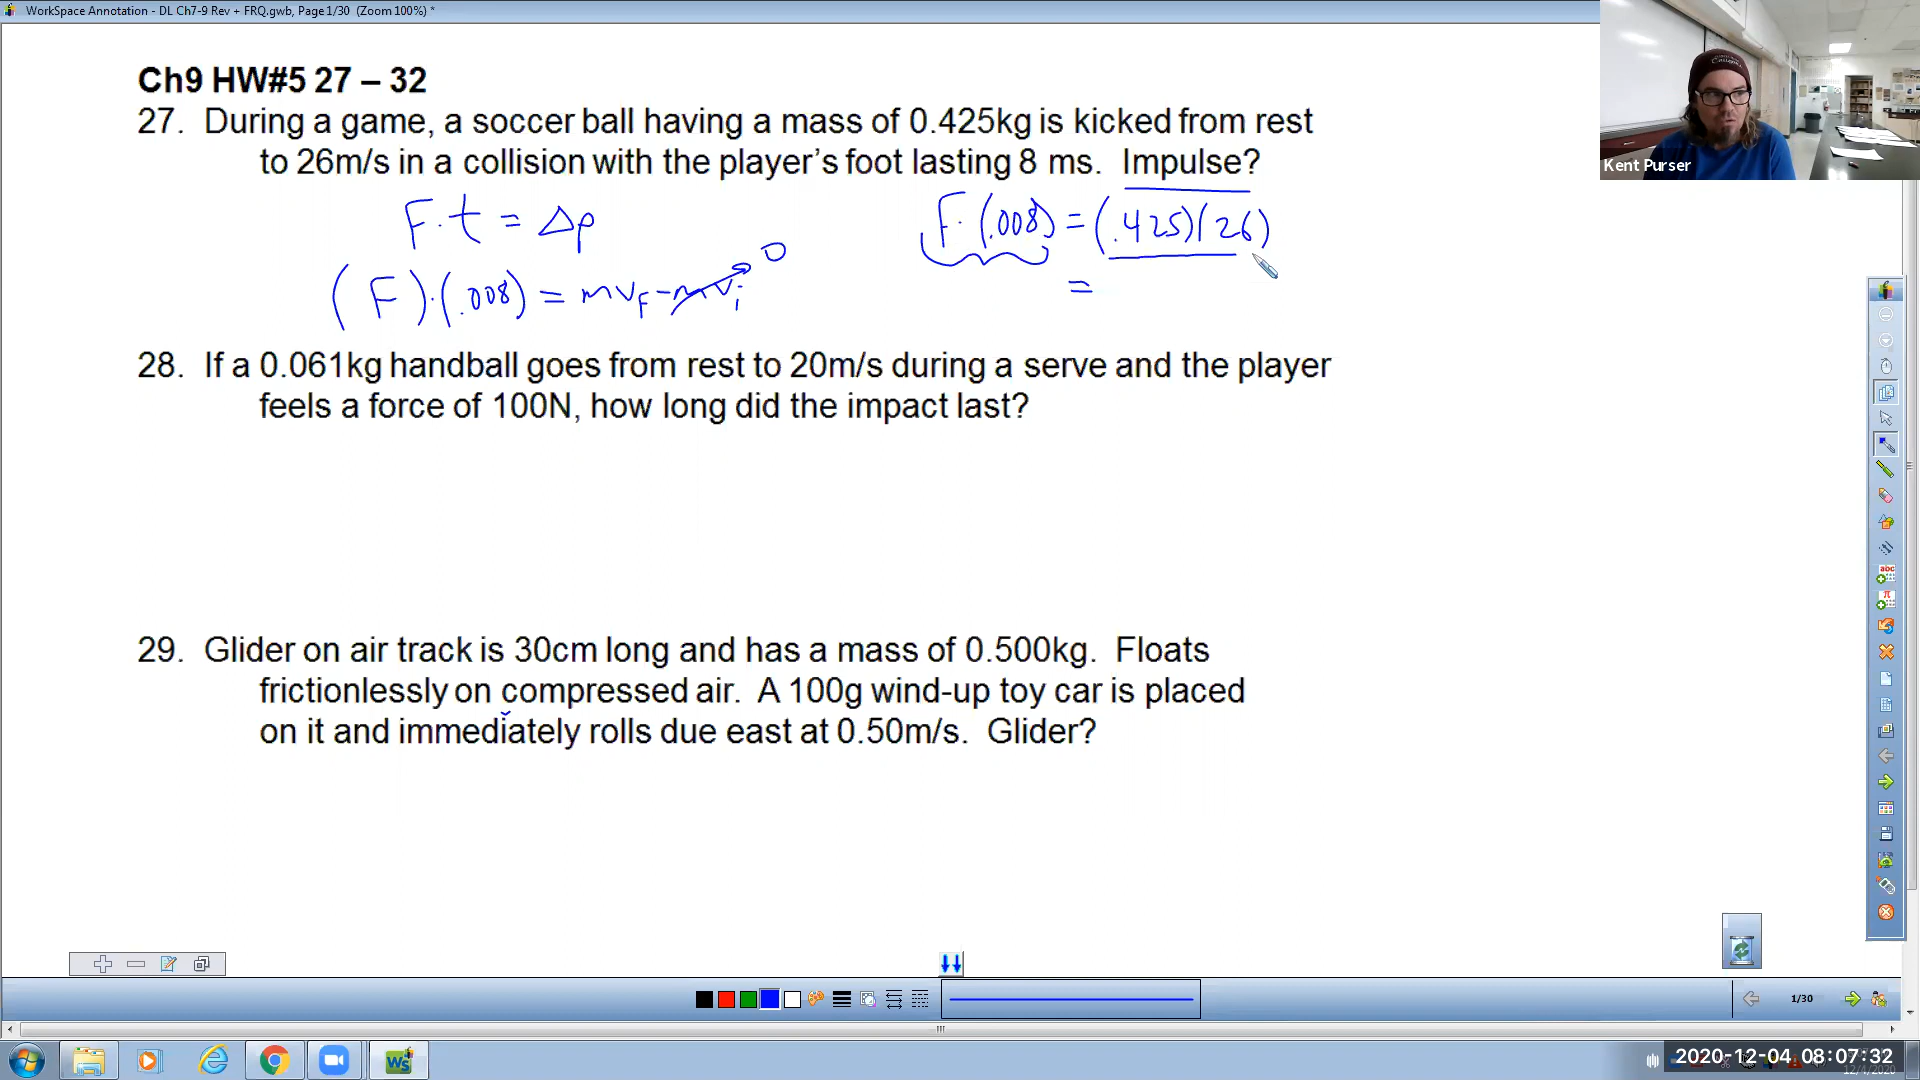 WorkSpace Annotation - DL Ch7-9 Rev + FRQ.gwb, Page1/30 (Zoom 100%) *
Ch9 HW#5 27 – 32
27. During a game, a soccer ball having a mass of 0.425kg is kicked from rest
to 26m/s in a collision with the player's foot lasting 8 ms. Impulse?
F·t = Δp
F·(.008) = (.425)(26)
(F)·(.008) = mvF - mvi 0
=
28. If a 0.061kg handball goes from rest to 20m/s during a serve and the player
feels a force of 100N, how long did the impact last?
29. Glider on air track is 30cm long and has a mass of 0.500kg. Floats
frictionlessly on compressed air. A 100g wind-up toy car is placed
on it and immediately rolls due east at 0.50m/s. Glider?
Kent Purser
abc
π
1/30
Ws
2020-12-04 08:07:32
12/4/2020